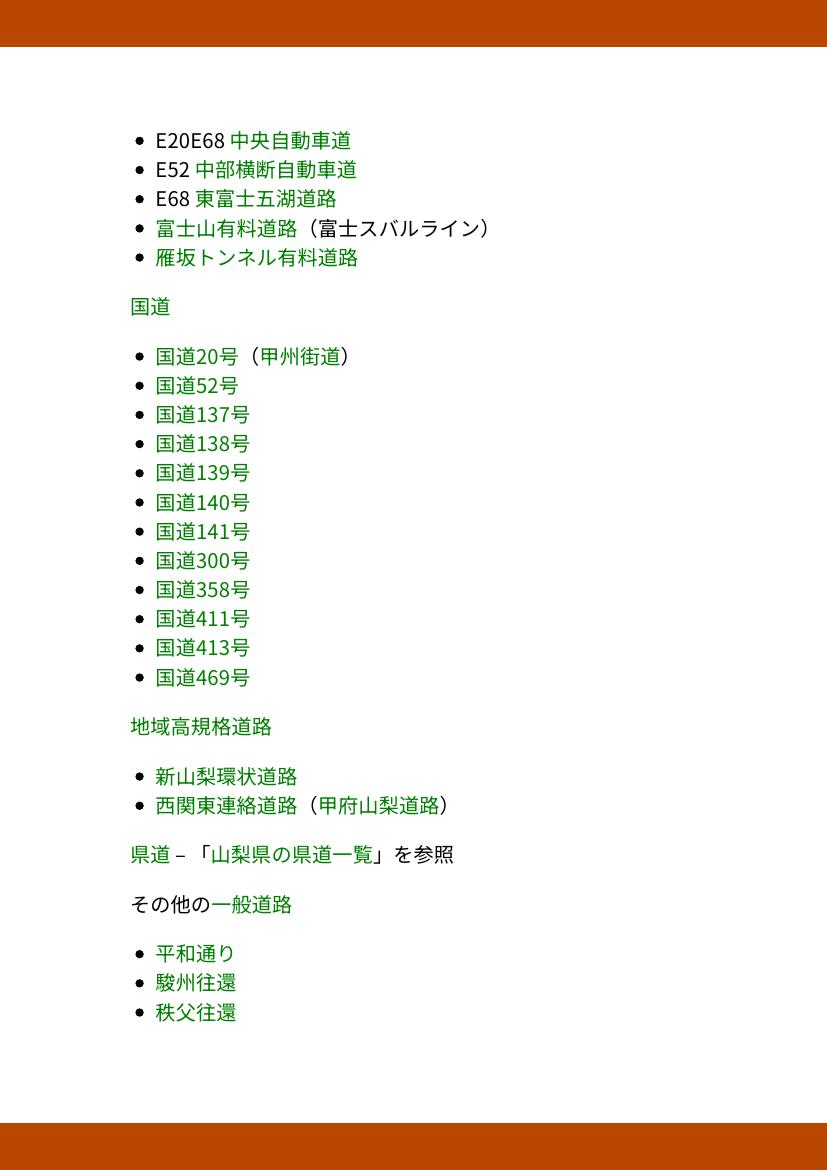 • E20E68 中央自動車道
• E52 中部横断自動車道
• E68 東富士五湖道路
• 富士山有料道路（富士スバルライン）
• 雁坂トンネル有料道路
国道
• 国道20号（甲州街道）
• 国道52号
• 国道137号
• 国道138号
• 国道139号
• 国道140号
• 国道141号
• 国道300号
• 国道358号
• 国道411号
• 国道413号
• 国道469号
地域高規格道路
• 新山梨環状道路
• 西関東連絡道路（甲府山梨道路）
県道 – 「山梨県の県道一覧」を参照
その他の一般道路
• 平和通り
• 駿州往還
• 秩父往還